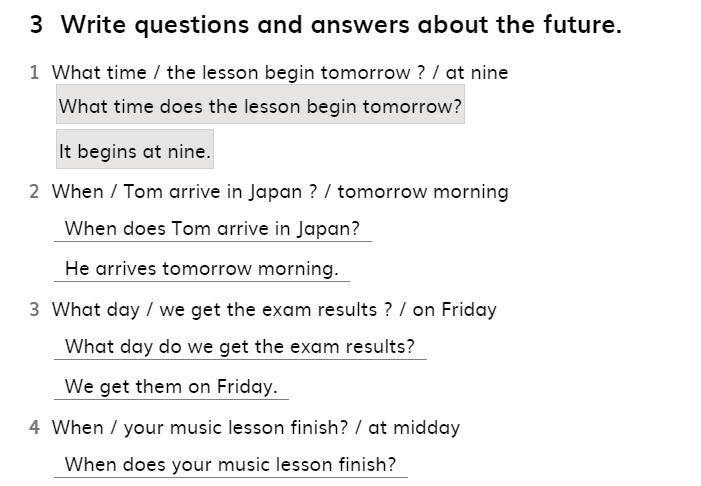 3 Write questions and answers about the future.
1 What time / the lesson begin tomorrow ? / at nine
What time does the lesson begin tomorrow?
It begins at nine.
2 When / Tom arrive in Japan ? / tomorrow morning
When does Tom arrive in Japan?
He arrives tomorrow morning.
3 What day / we get the exam results ? / on Friday
What day do we get the exam results?
We get them on Friday.
4 When / your music lesson finish? / at midday
When does your music lesson finish?